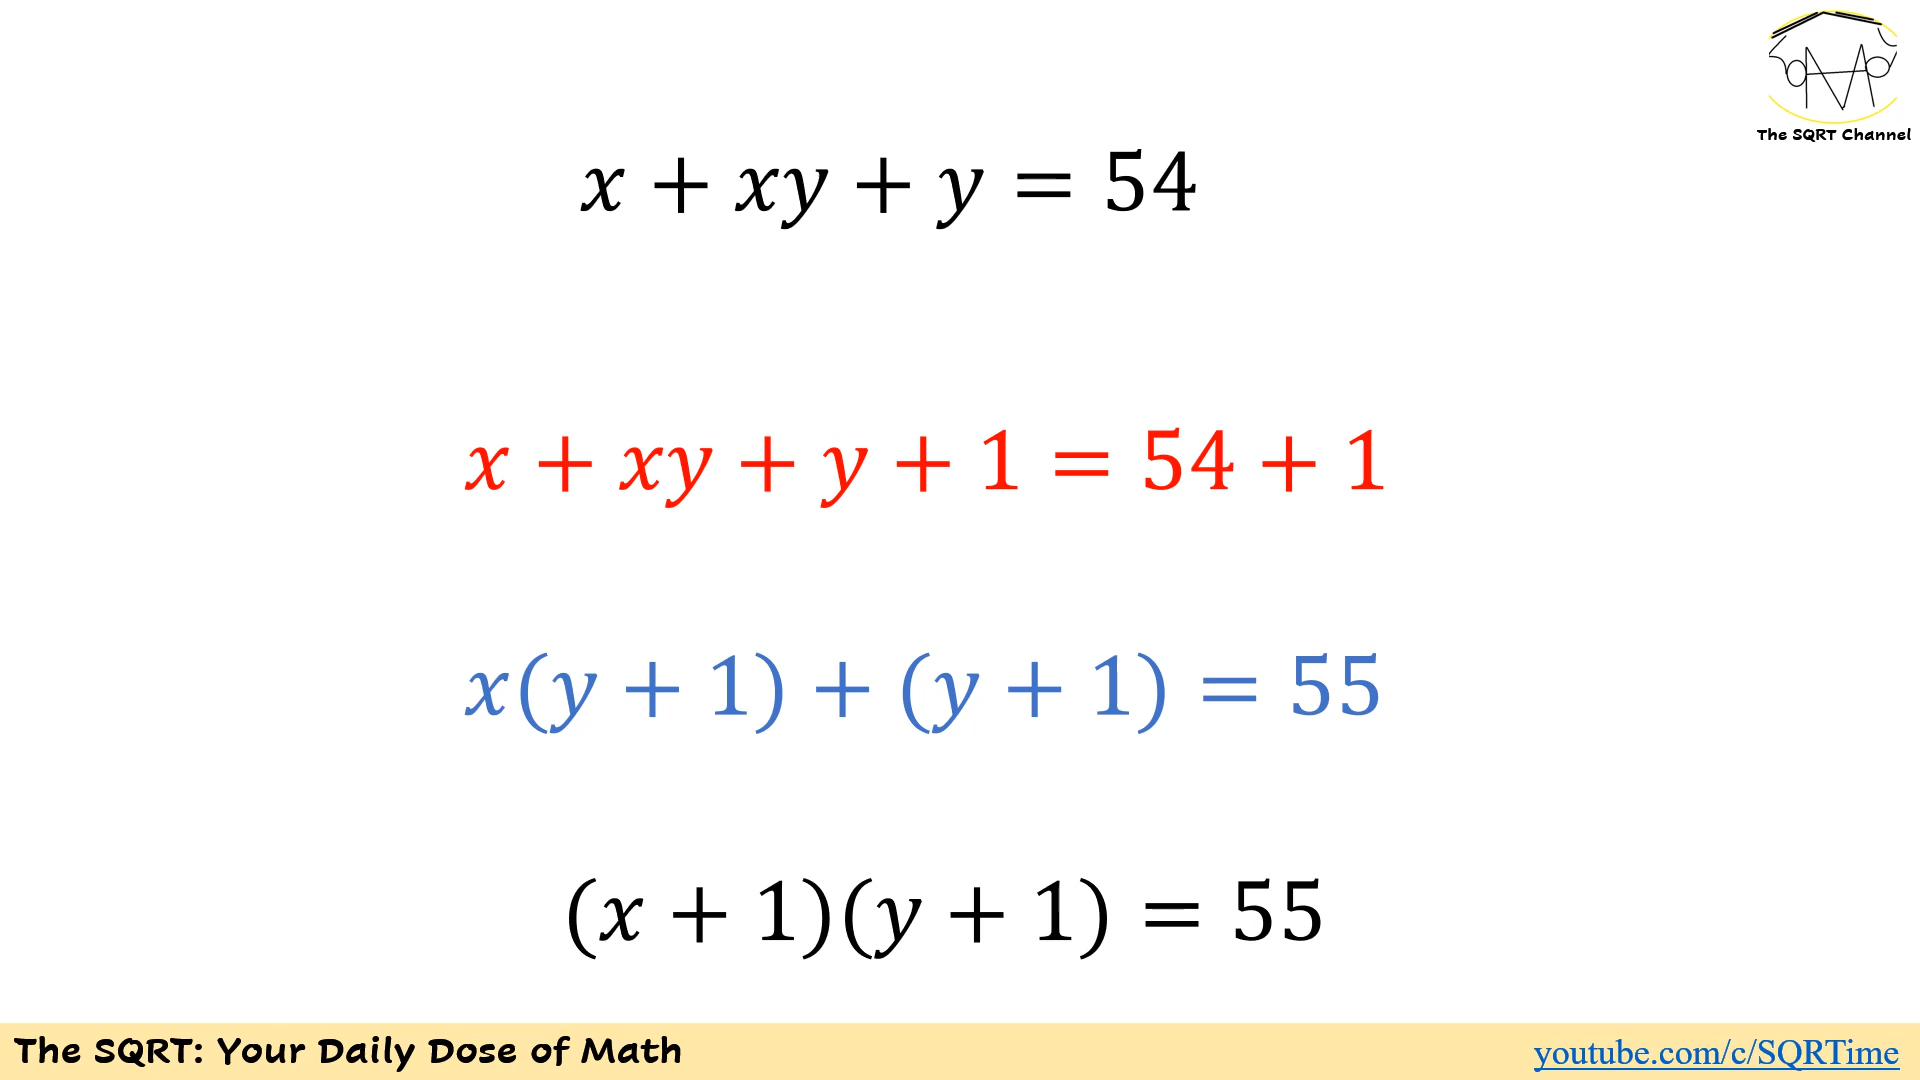 The SQRT Channel
x + xy + y = 54
x + xy + y + 1 = 54 + 1
x(y + 1) + (y + 1) = 55
(x + 1)(y + 1) = 55
The SQRT: Your Daily Dose of Math
youtube.com/c/SQRTime